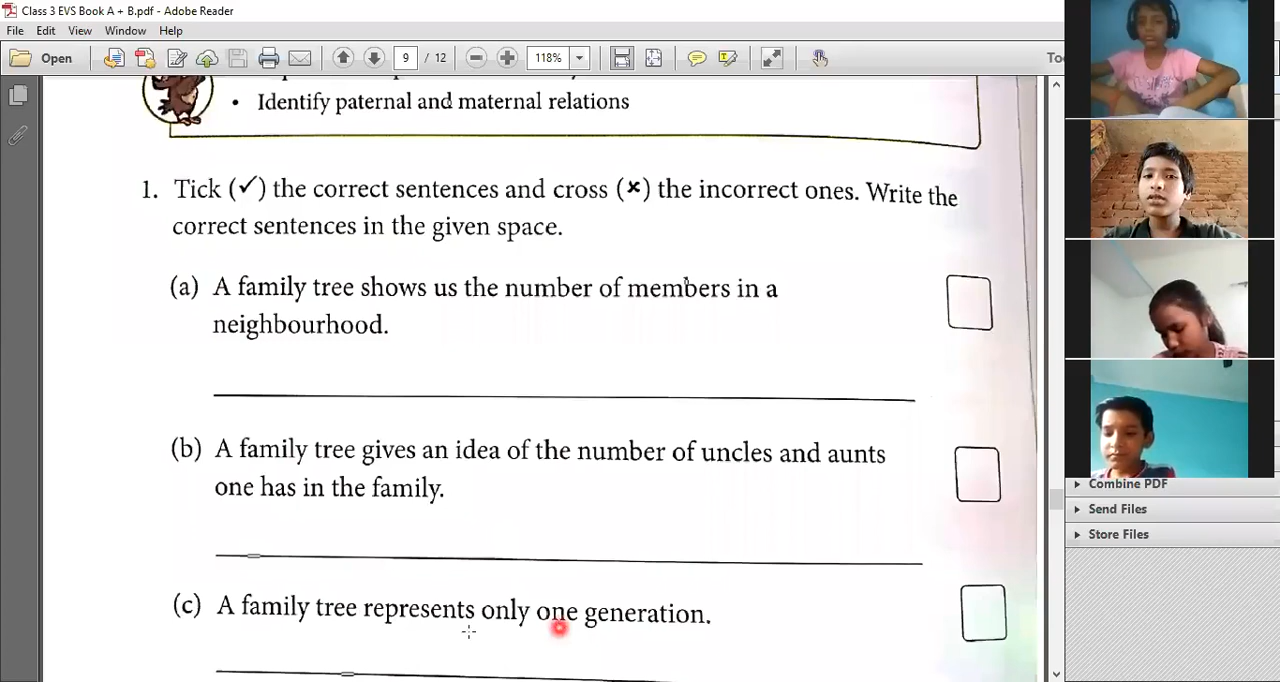 Class 3 EVS Book A + B.pdf - Adobe Reader
File Edit View Window Help
Open 9 / 12 118%
• Identify paternal and maternal relations
1. Tick (✓) the correct sentences and cross (×) the incorrect ones. Write the
correct sentences in the given space.
(a) A family tree shows us the number of members in a
neighbourhood.
(b) A family tree gives an idea of the number of uncles and aunts
one has in the family.
(c) A family tree represents only one generation.
Combine PDF
Send Files
Store Files